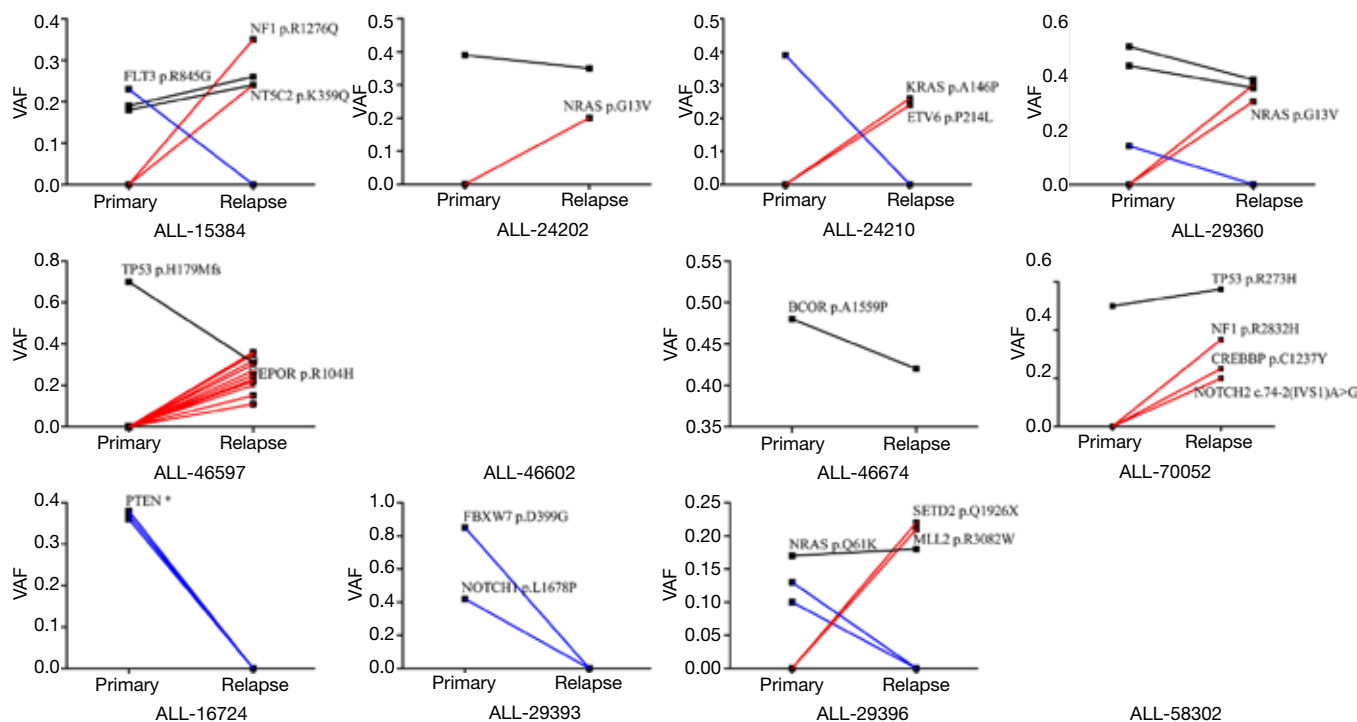 0.4
0.3
0.2
0.1
0.0
VAF
FLT3 p.R845G
NF1 p.R1276Q
NT5C2 p.K359Q
Primary
Relapse
ALL-15384
0.5
0.4
0.3
0.2
0.1
0.0
VAF
NRAS p.G13V
Primary
Relapse
ALL-24202
0.5
0.4
0.3
0.2
0.1
0.0
VAF
KRAS p.A146P
ETV6 p.P214L
Primary
Relapse
ALL-24210
0.6
0.4
0.2
0.0
VAF
NRAS p.G13V
Primary
Relapse
ALL-29360
0.8
0.6
0.4
0.2
0.0
VAF
TP53 p.H179Mfs
EPOR p.R104H
Primary
Relapse
ALL-46597
ALL-46602
0.55
0.50
0.45
0.40
0.35
VAF
BCOR p.A1559P
Primary
Relapse
ALL-46674
0.6
0.4
0.2
0.0
VAF
TP53 p.R273H
NF1 p.R2832H
CREBBP p.C1237Y
NOTCH2 c.74-2(IVS1)A>G
Primary
Relapse
ALL-70052
0.4
0.3
0.2
0.1
0.0
VAF
PTEN *
Primary
Relapse
ALL-16724
1.0
0.8
0.6
0.4
0.2
0.0
VAF
FBXW7 p.D399G
NOTCH1 p.L1678P
Primary
Relapse
ALL-29393
0.25
0.20
0.15
0.10
0.05
0.00
VAF
NRAS p.Q61K
SETD2 p.Q1926X
MLL2 p.R3082W
Primary
Relapse
ALL-29396
ALL-58302